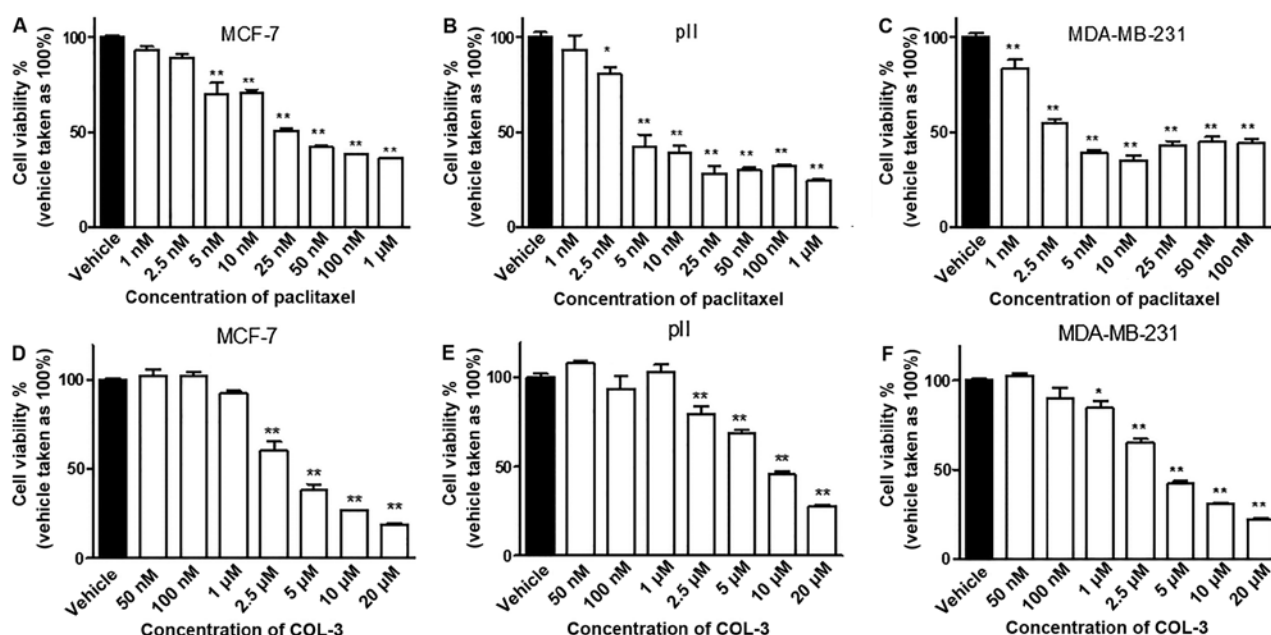 A
MCF-7
Cell viability %
(vehicle taken as 100%)
100
50
0
** ** ** ** ** **
Vehicle 1 nM 2.5 nM 5 nM 10 nM 25 nM 50 nM 100 nM 1 µM
Concentration of paclitaxel
B
pII
Cell viability %
(vehicle taken as 100%)
100
50
0
* ** ** ** ** ** **
Vehicle 1 nM 2.5 nM 5 nM 10 nM 25 nM 50 nM 100 nM 1 µM
Concentration of paclitaxel
C
MDA-MB-231
Cell viability %
(vehicle taken as 100%)
100
50
0
** ** ** ** ** ** **
Vehicle 1 nM 2.5 nM 5 nM 10 nM 25 nM 50 nM 100 nM
Concentration of paclitaxel
D
MCF-7
Cell viability %
(vehicle taken as 100%)
100
50
0
** ** ** **
Vehicle 50 nM 100 nM 1 µM 2.5 µM 5 µM 10 µM 20 µM
Concentration of COL-3
E
pII
Cell viability %
(vehicle taken as 100%)
100
50
0
** ** ** **
Vehicle 50 nM 100 nM 1 µM 2.5 µM 5 µM 10 µM 20 µM
Concentration of COL-3
F
MDA-MB-231
Cell viability %
(vehicle taken as 100%)
100
50
0
* ** ** ** **
Vehicle 50 nM 100 nM 1 µM 2.5 µM 5 µM 10 µM 20 µM
Concentration of COL-3